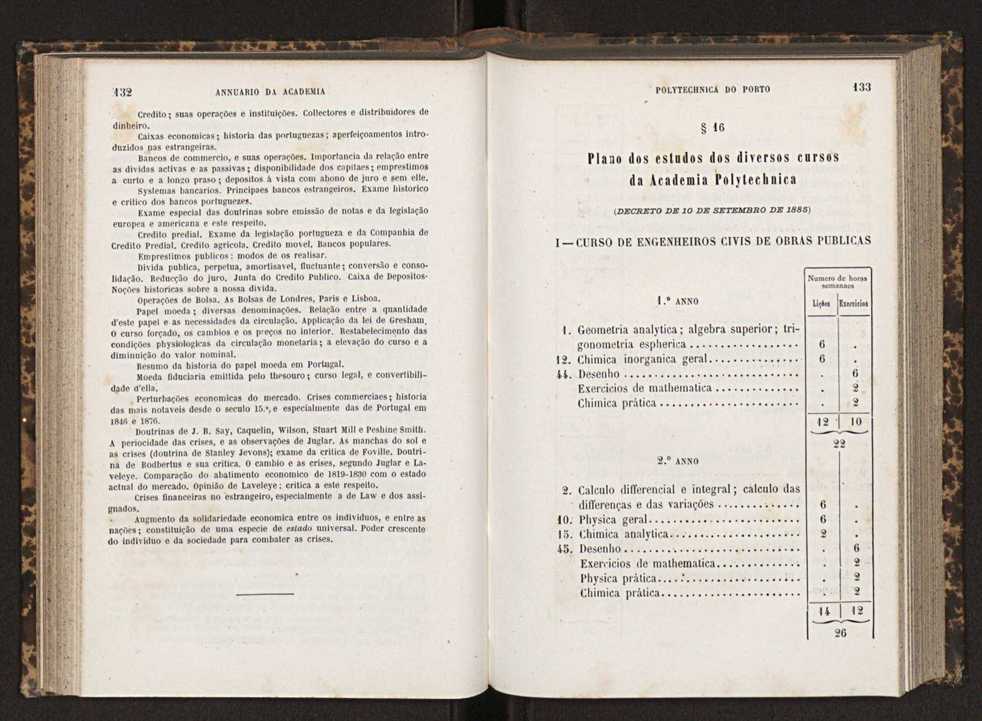 132 ANNUARIO DA ACADEMIA
Credito; suas operações e instituições. Collectores e distribuidores de
dinheiro.
Caixas economicas; historia das portuguezas; aperfeiçoamentos intro-
duzidos nas estrangeiras.
Bancos de commercio, e suas operações. Importancia da relação entre
as dividas activas e as passivas; disponibilidade dos capitaes; emprestimos
a curto e a longo praso; depositos á vista com abono de juro e sem elle.
Systemas bancarios. Principaes bancos estrangeiros. Exame historico
e critico dos bancos portuguezes.
Exame especial das doutrinas sobre emissão de notas e da legislação
europea e americana e este respeito.
Credito predial. Exame da legislação portugueza e da Companhia de
Credito Predial. Credito agricola. Credito movel. Bancos populares.
Emprestimos publicos: modos de os realisar.
Divida publica, perpetua, amortisavel, fluctuante; conversão e conso-
lidação. Reducção do juro. Junta do Credito Publico. Caixa de Depositos-
Noções historicas sobre a nossa divida.
Operações de Bolsa. As Bolsas de Londres, Paris e Lisboa.
Papel moeda; diversas denominações. Relação entre a quantidade
d'este papel e as necessidades da circulação. Applicação da lei de Gresham.
O curso forçado, os cambios e os preços no interior. Restabelecimento das
condições physiologicas da circulação monetaria; a elevação do curso e a
diminuição do valor nominal.
Resumo da historia do papel moeda em Portugal.
Moeda fiduciaria emittida pelo thesouro; curso legal, e convertibili-
dade d'ella.
Perturbações economicas do mercado. Crises commerciaes; historia
das mais notaveis desde o seculo 15.º, e especialmente das de Portugal em
1846 e 1876.
Doutrinas de J. B. Say, Caquelin, Wilson, Stuart Mill e Peshine Smith.
A periocidade das crises, e as observações de Juglar. As manchas do sol e
as crises (doutrina de Stanley Jevons); exame da critica de Foville. Doutri-
na de Rodbertus e sua critica. O cambio e as crises, segundo Juglar e La-
veleye. Comparação do abatimento economico de 1819-1830 com o estado
actual do mercado. Opinião de Laveleye; critica a este respeito.
Crises financeiras no estrangeiro, especialmente a de Law e dos assi-
gnados.
Augmento da solidariedade economica entre os individuos, e entre as
nações; constituição de uma especie de estado universal. Poder crescente
do individuo e da sociedade para combater as crises.
POLYTECHNICA DO PORTO 133
§ 16
Plano dos estudos dos diversos cursos
da Academia Polytechnica
(DECRETO DE 10 DE SETEMBRO DE 1885)
I—CURSO DE ENGENHEIROS CIVIS DE OBRAS PUBLICAS
Numero de horas
semanaes
Lições Exercicios
1.º ANNO
1. Geometria analytica; algebra superior; tri-
gonometria espherica .................. 6 .
12. Chimica inorganica geral............... 6 .
44. Desenho ............................ . 6
Exercicios de mathematica ............. . 2
Chimica prática ....................... . 2
12 10
22
2.º ANNO
2. Calculo differencial e integral; calculo das
differenças e das variações ............. 6 .
10. Physica geral......................... 6 .
15. Chimica analytica..................... 2 .
45. Desenho............................. . 6
Exercicios de mathematica.............. . 2
Physica prática........................ . 2
Chimica prática....................... . 2
14 12
26